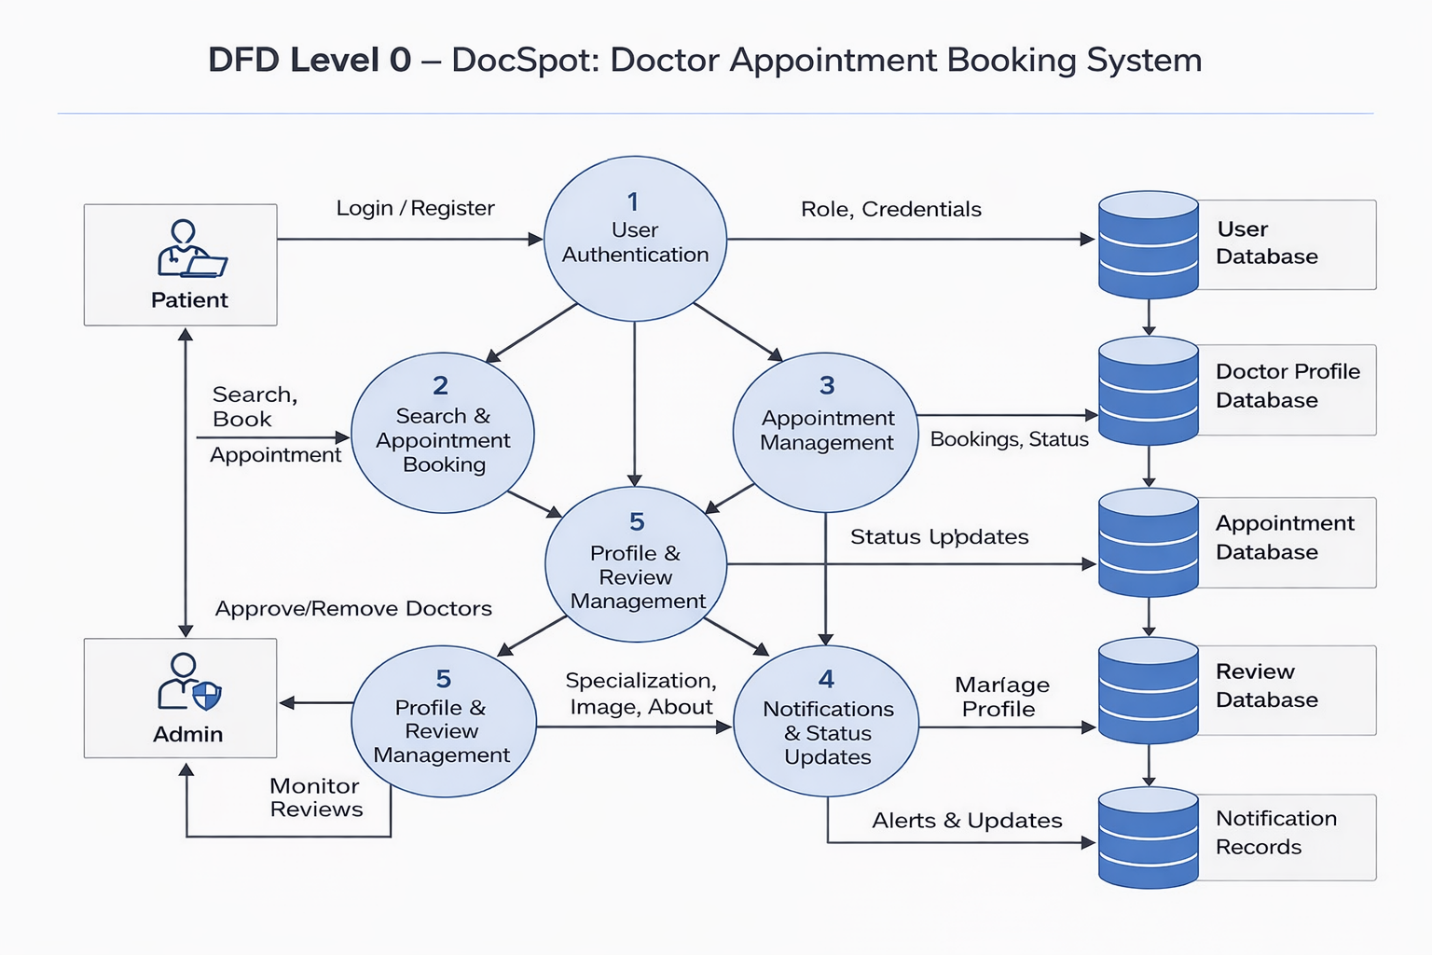 DFD Level 0 – DocSpot: Doctor Appointment Booking System
Patient
Login / Register
1
User
Authentication
Role, Credentials
User
Database
Search,
Book
Appointment
2
Search &
Appointment
Booking
3
Appointment
Management
Bookings, Status
Doctor Profile
Database
5
Profile &
Review
Management
Status
Appointment
Database
Approve/Remove Doctors
Admin
5
Profile &
Review
Management
Specialization,
Image, About
4
Notifications
& Status
Updates
Profile
Review
Database
Monitor
Reviews
Alerts & Updates
Notification
Records